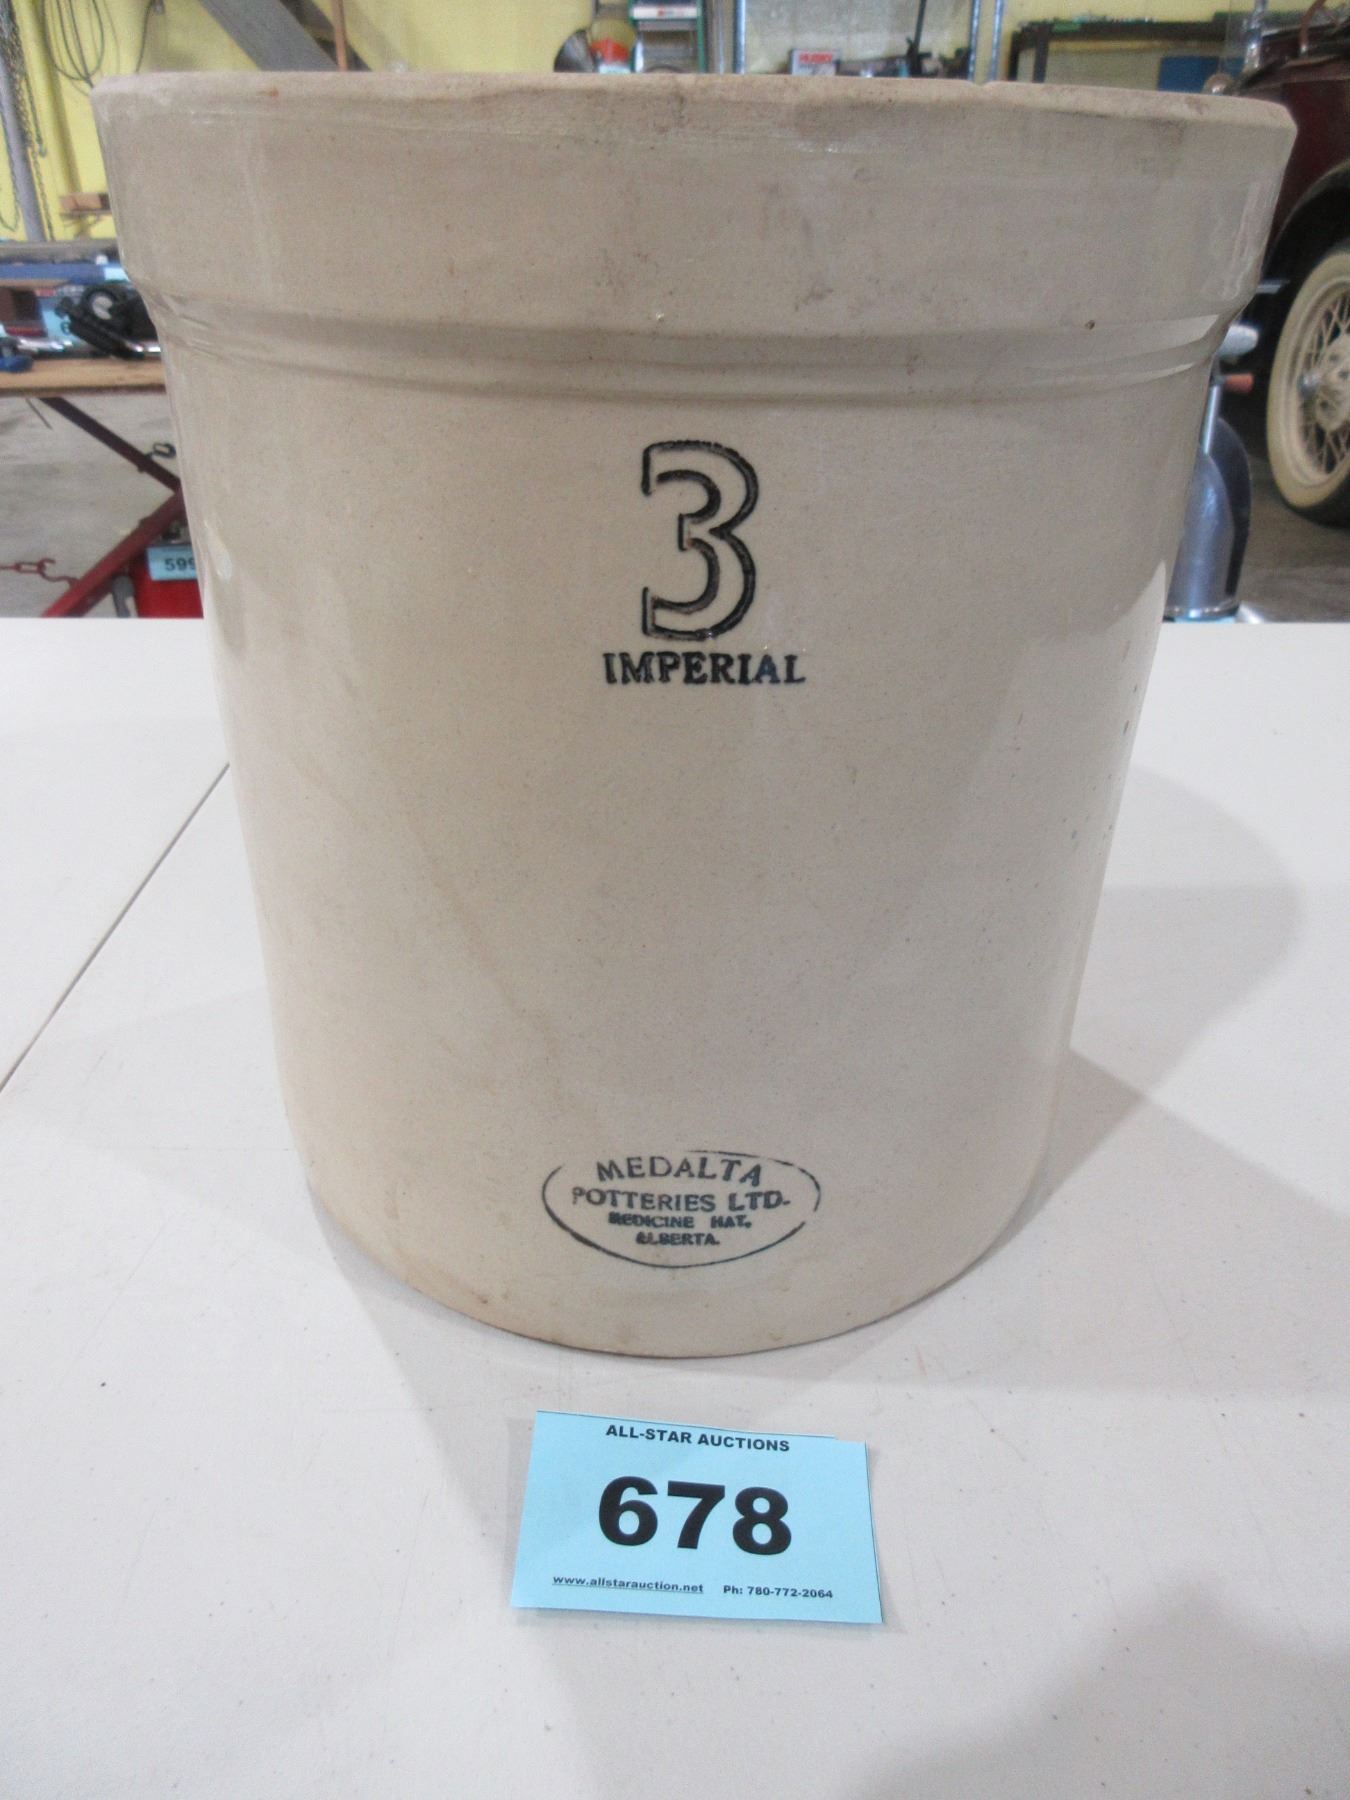 3
IMPERIAL
MEDALTA
POTTERIES LTD.
MEDICINE HAT,
ALBERTA.
599
ALL-STAR AUCTIONS
678
www.allstarauction.net Ph: 780-772-2064